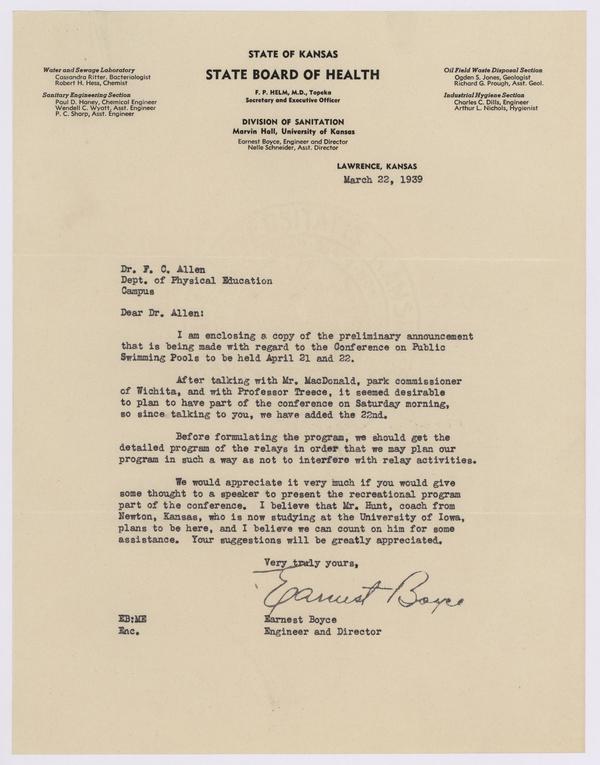 STATE OF KANSAS
STATE BOARD OF HEALTH
F. P. HELM, M.D., Topeka
Secretary and Executive Officer
DIVISION OF SANITATION
Marvin Hall, University of Kansas
Earnest Boyce, Engineer and Director
Nelle Schneider, Asst. Director
Water and Sewage Laboratory
Cassandra Ritter, Bacteriologist
Robert H. Hess, Chemist
Sanitary Engineering Section
Paul D. Haney, Chemical Engineer
Wendell C. Wyatt, Asst. Engineer
P. C. Sharp, Asst. Engineer
Oil Field Waste Disposal Section
Ogden S. Jones, Geologist
Richard G. Prough, Asst. Geol.
Industrial Hygiene Section
Charles C. Dills, Engineer
Arthur L. Nichols, Hygienist
LAWRENCE, KANSAS
March 22, 1939
Dr. F. C. Allen
Dept. of Physical Education
Campus
Dear Dr. Allen:
I am enclosing a copy of the preliminary announcement
that is being made with regard to the Conference on Public
Swimming Pools to be held April 21 and 22.
After talking with Mr. MacDonald, park commissioner
of Wichita, and with Professor Treece, it seemed desirable
to plan to have part of the conference on Saturday morning,
so since talking to you, we have added the 22nd.
Before formulating the program, we should get the
detailed program of the relays in order that we may plan our
program in such a way as not to interfere with relay activities.
We would appreciate it very much if you would give
some thought to a speaker to present the recreational program
part of the conference. I believe that Mr. Hunt, coach from
Newton, Kansas, who is now studying at the University of Iowa,
plans to be here, and I believe we can count on him for some
assistance. Your suggestions will be greatly appreciated.
Very truly yours,
Earnest Boyce
EB:ME
Enc.
Earnest Boyce
Engineer and Director